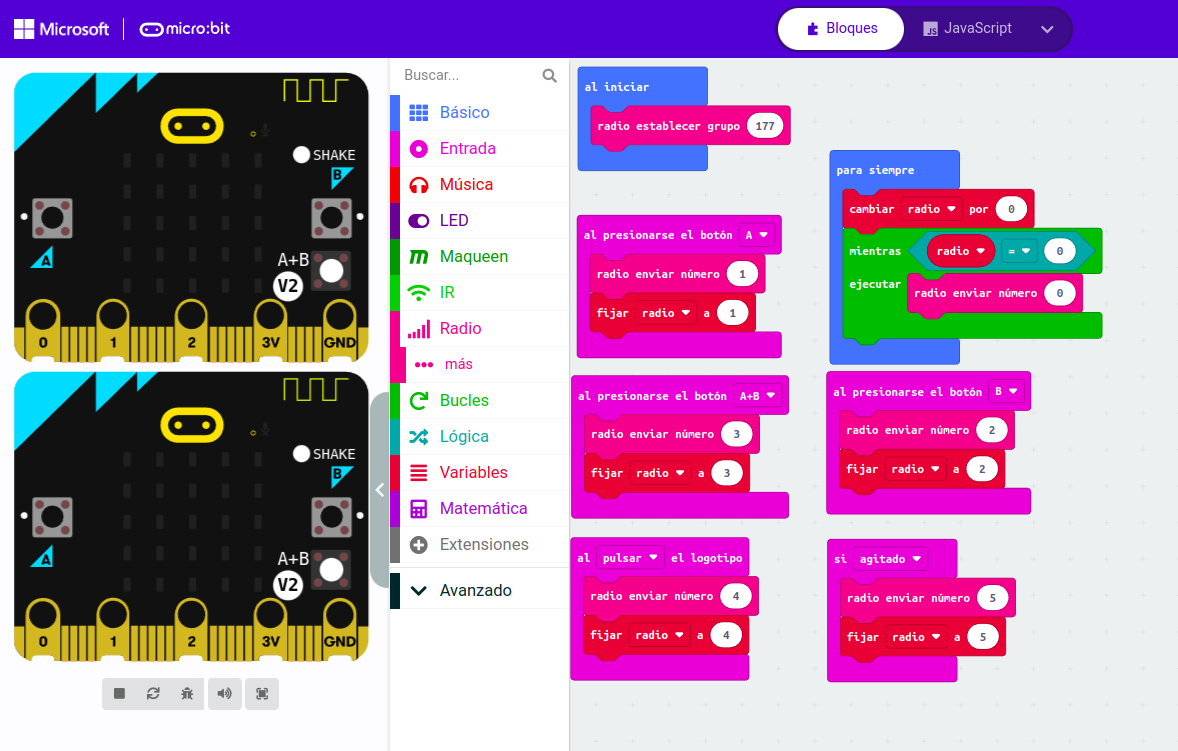 Microsoft
micro:bit
Bloques
JavaScript
SHAKE
B
A
A+B
V2
0 1 2 3V GND
SHAKE
B
A
A+B
V2
0 1 2 3V GND
Buscar...
Básico
Entrada
Música
LED
Maqueen
IR
Radio
más
Bucles
Lógica
Variables
Matemática
Extensiones
Avanzado
al iniciar
radio establecer grupo 177
para siempre
cambiar radio por 0
mientras radio = 0
ejecutar radio enviar número 0
al presionarse el botón A
radio enviar número 1
fijar radio a 1
al presionarse el botón A+B
radio enviar número 3
fijar radio a 3
al presionarse el botón B
radio enviar número 2
fijar radio a 2
al pulsar el logotipo
radio enviar número 4
fijar radio a 4
si agitado
radio enviar número 5
fijar radio a 5